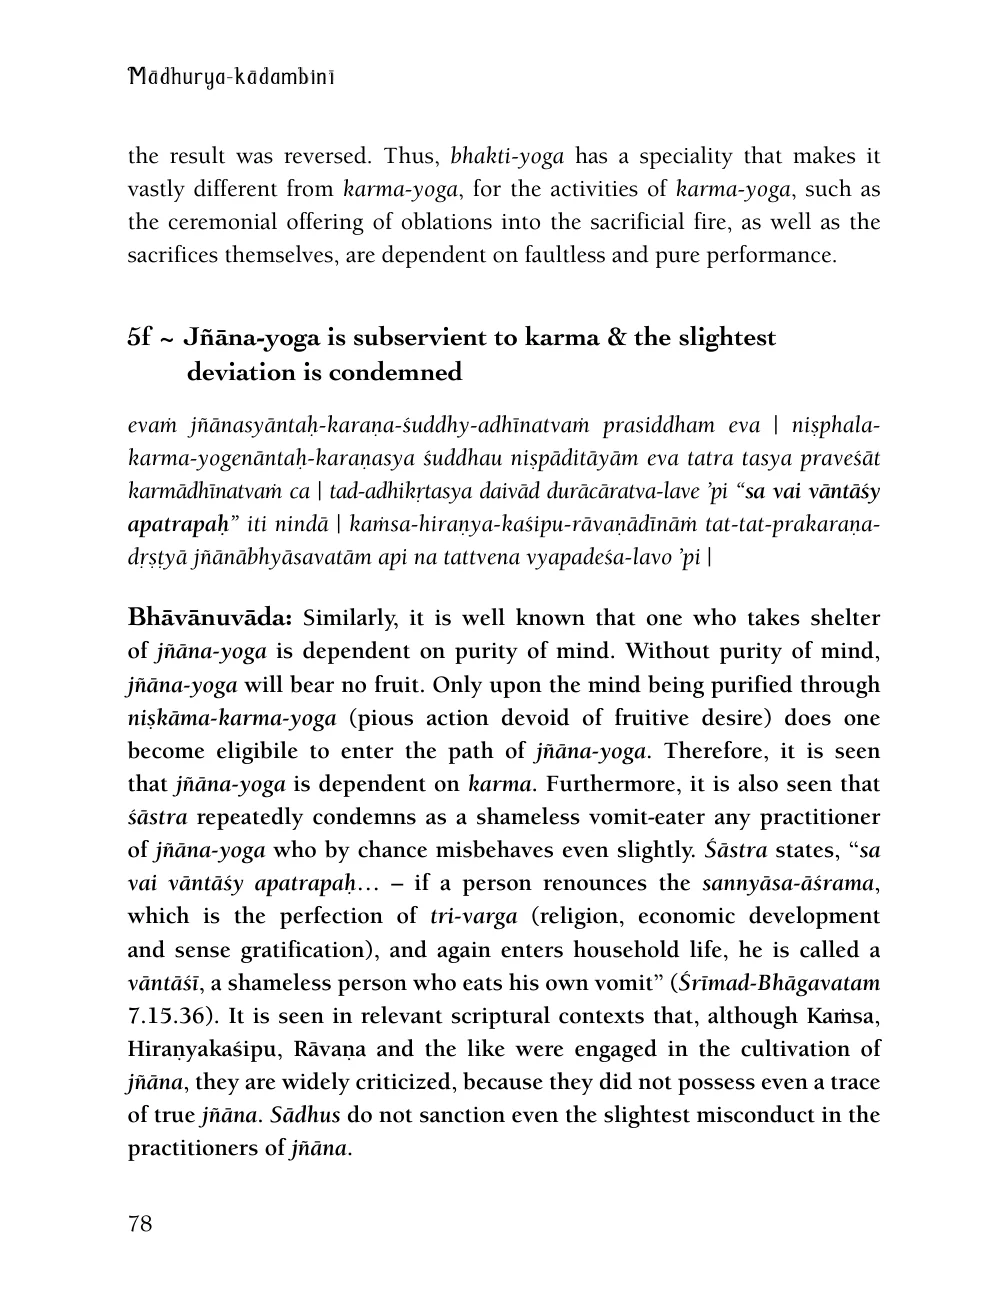 Mādhurya-kādambinī
the result was reversed. Thus, bhakti-yoga has a speciality that makes it
vastly different from karma-yoga, for the activities of karma-yoga, such as
the ceremonial offering of oblations into the sacrificial fire, as well as the
sacrifices themselves, are dependent on faultless and pure performance.
5f ~ Jñāna-yoga is subservient to karma & the slightest
deviation is condemned
evaṁ jñānasyāntaḥ-karaṇa-śuddhy-adhīnatvaṁ prasiddham eva | niṣphala-
karma-yogenāntaḥ-karaṇasya śuddhau niṣpāditāyām eva tatra tasya praveśāt
karmādhīnatvaṁ ca | tad-adhikṛtasya daivād durācāratva-lave ’pi “sa vai vāntāśy
apatrapaḥ” iti nindā | kaṁsa-hiraṇya-kaśipu-rāvaṇādīnāṁ tat-tat-prakaraṇa-
dṛṣṭyā jñānābhyāsavatām api na tattvena vyapadeśa-lavo ’pi |
Bhāvānuvāda: Similarly, it is well known that one who takes shelter
of jñāna-yoga is dependent on purity of mind. Without purity of mind,
jñāna-yoga will bear no fruit. Only upon the mind being purified through
niṣkāma-karma-yoga (pious action devoid of fruitive desire) does one
become eligibile to enter the path of jñāna-yoga. Therefore, it is seen
that jñāna-yoga is dependent on karma. Furthermore, it is also seen that
śāstra repeatedly condemns as a shameless vomit-eater any practitioner
of jñāna-yoga who by chance misbehaves even slightly. Śāstra states, “sa
vai vāntāśy apatrapaḥ… – if a person renounces the sannyāsa-āśrama,
which is the perfection of tri-varga (religion, economic development
and sense gratification), and again enters household life, he is called a
vāntāśī, a shameless person who eats his own vomit” (Śrīmad-Bhāgavatam
7.15.36). It is seen in relevant scriptural contexts that, although Kaṁsa,
Hiraṇyakaśipu, Rāvaṇa and the like were engaged in the cultivation of
jñāna, they are widely criticized, because they did not possess even a trace
of true jñāna. Sādhus do not sanction even the slightest misconduct in the
practitioners of jñāna.
78